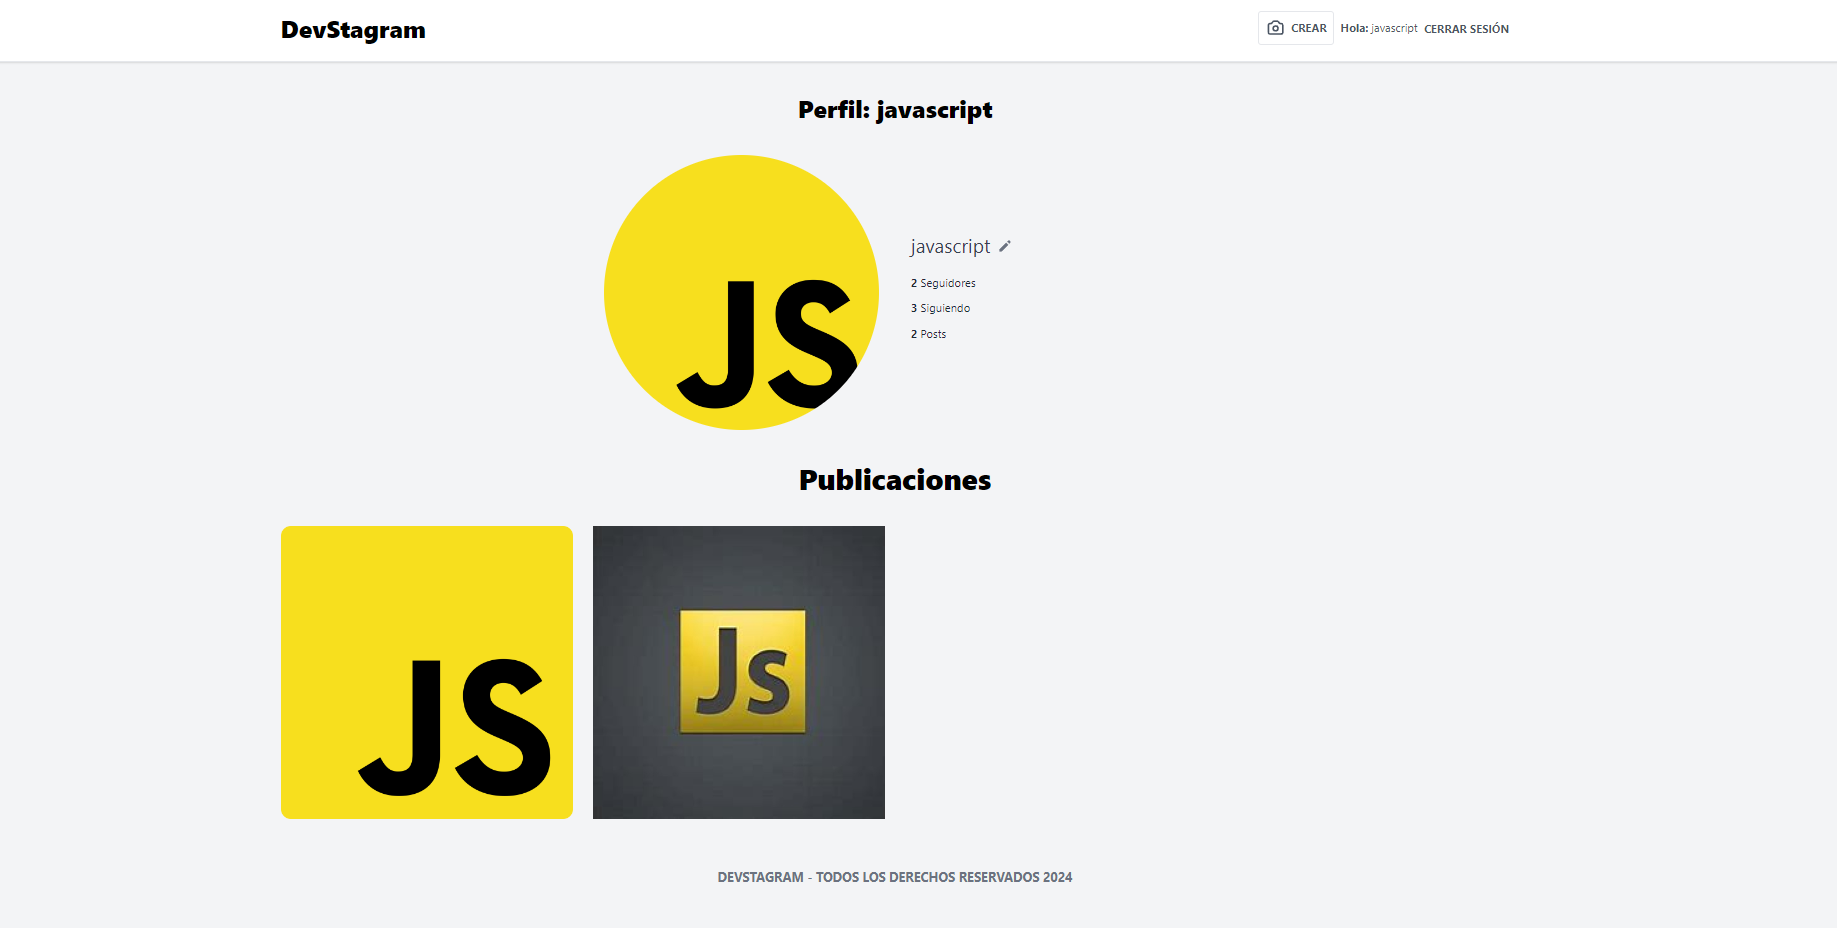 DevStagram
CREAR Hola: javascript CERRAR SESIÓN
Perfil: javascript
JS
javascript
2 Seguidores
3 Siguiendo
2 Posts
Publicaciones
JS
Js
DEVSTAGRAM - TODOS LOS DERECHOS RESERVADOS 2024